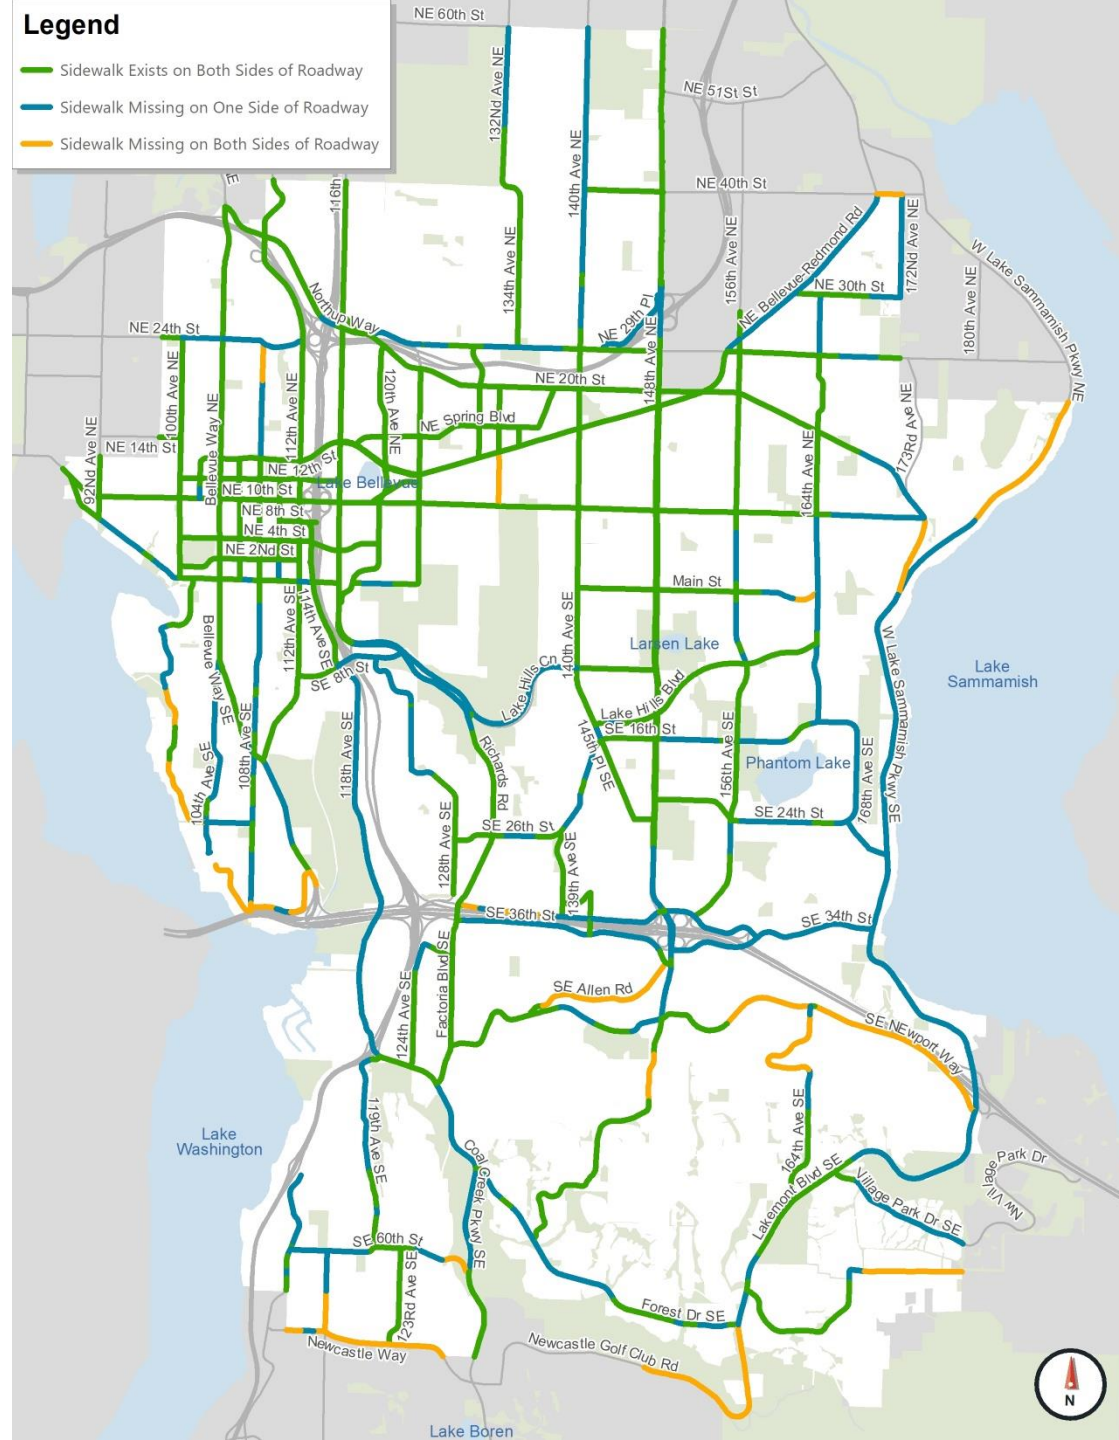 Legend
Sidewalk Exists on Both Sides of Roadway
Sidewalk Missing on One Side of Roadway
Sidewalk Missing on Both Sides of Roadway
NE 60th St
132Nd Ave NE
NE 51St St
140th Ave NE
NE 40th St
116th
134th Ave NE
156th Ave NE
NE Bellevue-Redmond Rd
172Nd Ave NE
W Lake Sammamish Pkwy NE
180th Ave NE
NE 30th St
Northup Way
NE 29th Pl
NE 24th St
148th Ave NE
100th Ave NE
112th Ave NE
120th Ave NE
NE 20th St
173Rd Ave NE
Bellevue Way NE
NE Spring Blvd
92Nd Ave NE
NE 14th St
164th Ave NE
NE 12th St
Lake Bellevue
NE 10th St
NE 8th St
NE 4th St
NE 2Nd St
Main St
112th Ave SE
114th Ave SE
140th Ave SE
Bellevue Way SE
Larsen Lake
W Lake Sammamish Pkwy SE
Lake
Sammamish
SE 8th St
Lake Hills Cn
Lake Hills Blvd
SE 16th St
108th Ave SE
118th Ave SE
145th Pl SE
156th Ave SE
Phantom Lake
104th Ave SE
Richards Rd
168th Ave SE
SE 26th St
SE 24th St
128th Ave SE
139th Ave SE
SE 36th St
SE 34th St
Factoria Blvd SE
SE Allen Rd
124th Ave SE
SE NEwport Way
119th Ave SE
164th Ave SE
Lake
Washington
Coal Creek Pkwy SE
Lakemont Blvd SE
Village Park Dr SE
NW Village Park Dr
SE 60th St
123Rd Ave SE
Forest Dr SE
Newcastle Way
Newcastle Golf Club Rd
Lake Boren
N